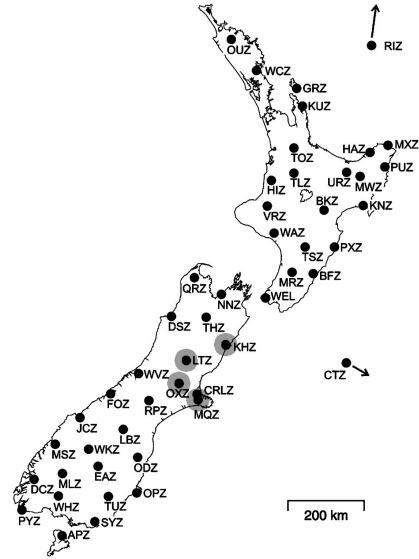 OUZ
RIZ
WCZ
GRZ
KUZ
TOZ
HAZ
MXZ
PUZ
TLZ
URZ
MWZ
HIZ
BKZ
KNZ
VRZ
WAZ
TSZ
PXZ
MRZ
BFZ
QRZ
NNZ
WEL
DSZ
THZ
KHZ
LTZ
CTZ
WVZ
OXZ
CRLZ
FOZ
RPZ
MQZ
JCZ
LBZ
MSZ
WKZ
ODZ
EAZ
DCZ
MLZ
WHZ
TUZ
OPZ
PYZ
SYZ
APZ
200 km